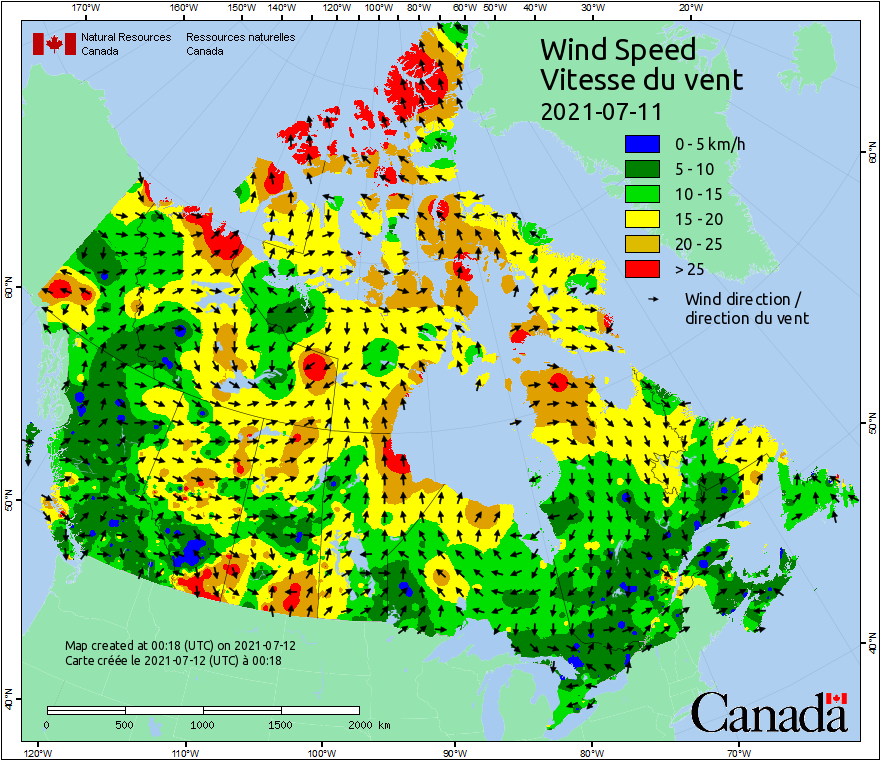 170°W 160°W 150°W 140°W 120°W 100°W 80°W 60°W 50°W 40°W 30°W 20°W
Natural Resources Canada
Ressources naturelles Canada
Wind Speed
Vitesse du vent
2021-07-11
0 - 5 km/h
5 - 10
10 - 15
15 - 20
20 - 25
> 25
Wind direction /
direction du vent
60°N
60°N
50°N
50°N
40°N
40°N
Map created at 00:18 (UTC) on 2021-07-12
Carte créée le 2021-07-12 (UTC) à 00:18
0 500 1000 1500 2000 km
Canada
120°W 110°W 100°W 90°W 80°W 70°W